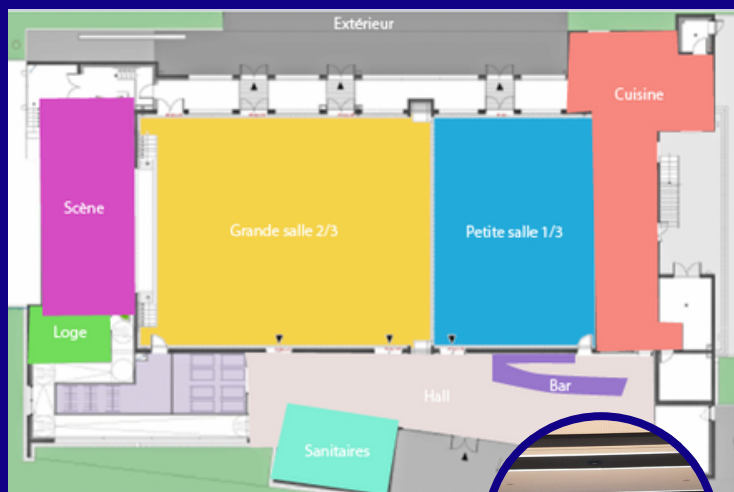 Extérieur
Cuisine
Scène
Grande salle 2/3
Petite salle 1/3
Loge
Bar
Hall
Sanitaires